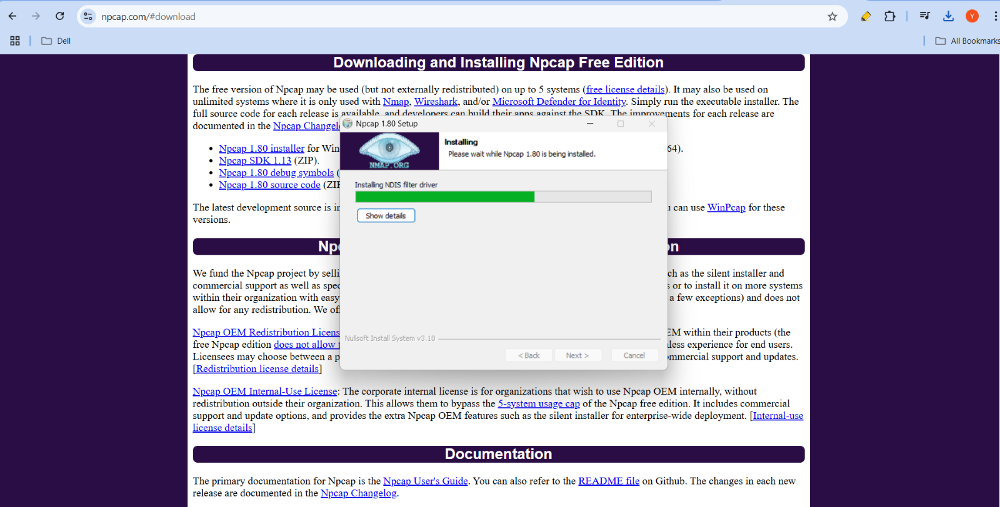 npcap.com/#download
Y
Dell
All Bookmarks
Downloading and Installing Npcap Free Edition
The free version of Npcap may be used (but not externally redistributed) on up to 5 systems (free license details). It may also be used on
unlimited systems where it is only used with Nmap, Wireshark, and/or Microsoft Defender for Identity. Simply run the executable installer. The
full source code for each release is available, and developers can build their apps against the SDK. The improvements for each release are
documented in the Npcap Changel
Npcap 1.80 installer for Win
64).
Npcap SDK 1.13 (ZIP).
Npcap 1.80 debug symbols (
Npcap 1.80 source code (ZI
The latest development source is in
can use WinPcap for these
versions.
Npcap 1.80 Setup
NMAP.ORG
Installing
Please wait while Npcap 1.80 is being installed.
Installing NDIS filter driver
Show details
Nullsoft Install System v3.10
< Back
Next >
Cancel
Np
n
We fund the Npcap project by selli
ch as the silent installer and
commercial support as well as spec
s or to install it on more systems
within their organization with easy
a few exceptions) and does not
allow for any redistribution. We of
Npcap OEM Redistribution Licens
EM within their products (the
free Npcap edition does not allow
less experience for end users.
Licensees may choose between a p
mmercial support and updates.
[Redistribution license details]
Npcap OEM Internal-Use License: The corporate internal license is for organizations that wish to use Npcap OEM internally, without
redistribution outside their organization. This allows them to bypass the 5-system usage cap of the Npcap free edition. It includes commercial
support and update options, and provides the extra Npcap OEM features such as the silent installer for enterprise-wide deployment. [Internal-use
license details]
Documentation
The primary documentation for Npcap is the Npcap User's Guide. You can also refer to the README file on Github. The changes in each new
release are documented in the Npcap Changelog.